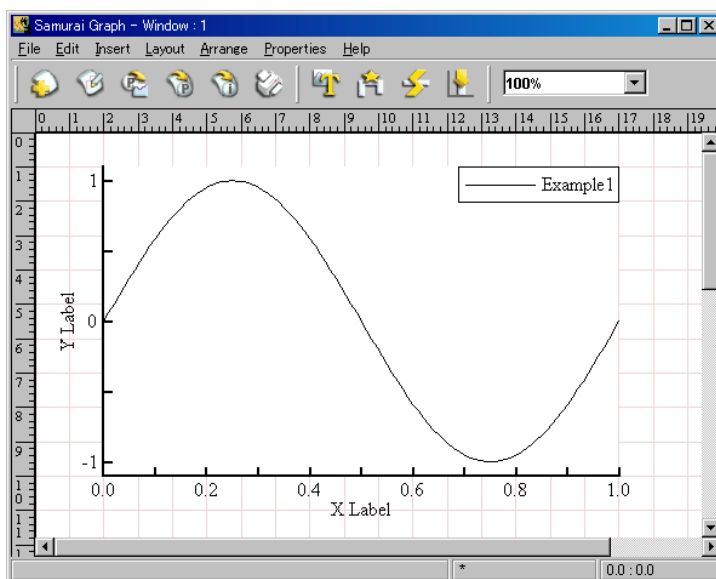 Samurai Graph - Window : 1
File Edit Insert Layout Arrange Properties Help
100%
0 1 2 3 4 5 6 7 8 9 10 11 12 13 14 15 16 17 18 19
0
1
2
3
4
5
6
7
8
9
10
11
1
0
-1
Y Label
Example1
0.0 0.2 0.4 0.6 0.8 1.0
X Label
* 0.0 : 0.0